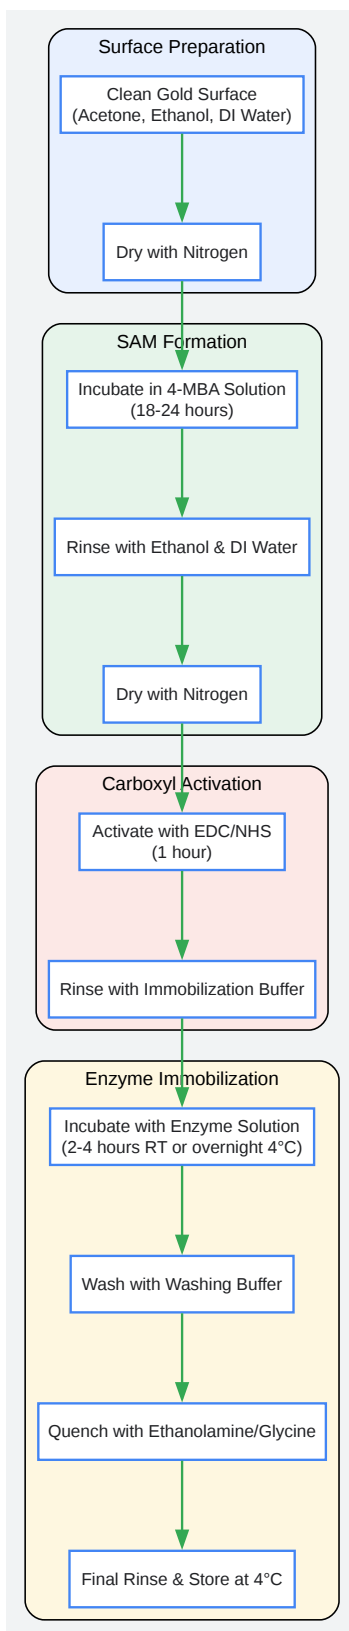 Surface Preparation
Clean Gold Surface
(Acetone, Ethanol, DI Water)
Dry with Nitrogen
SAM Formation
Incubate in 4-MBA Solution
(18-24 hours)
Rinse with Ethanol & DI Water
Dry with Nitrogen
Carboxyl Activation
Activate with EDC/NHS
(1 hour)
Rinse with Immobilization Buffer
Enzyme Immobilization
Incubate with Enzyme Solution
(2-4 hours RT or overnight 4°C)
Wash with Washing Buffer
Quench with Ethanolamine/Glycine
Final Rinse & Store at 4°C